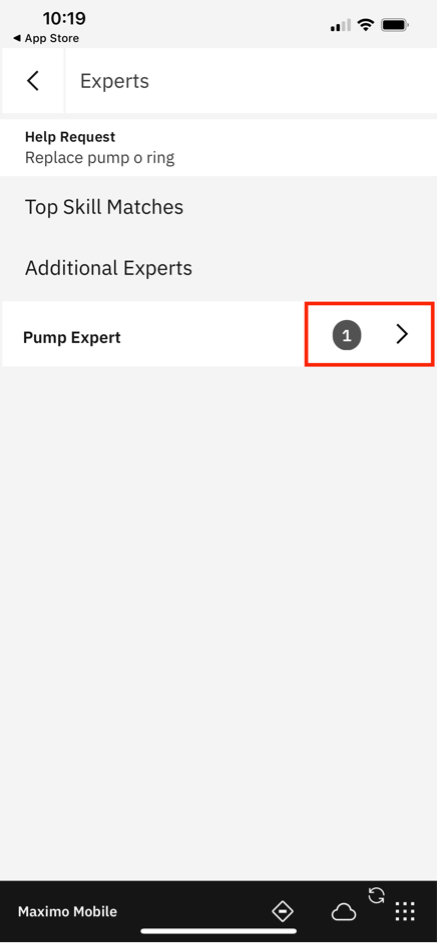 10:19
◀ App Store
Experts
Help Request
Replace pump o ring
Top Skill Matches
Additional Experts
Pump Expert
1
Maximo Mobile